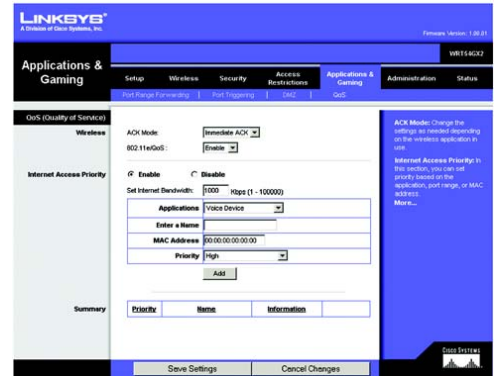 LINKSYS®
A Division of Cisco Systems, Inc.
Firmware Version: 1.00.01
WRT54GX2
Applications & Gaming
Setup Wireless Security Access Restrictions Applications & Gaming Administration Status
Port Range Forwarding | Port Triggering | DMZ | QoS
QoS (Quality of Service)
Wireless
ACK Mode: Immediate ACK
802.11e/QoS: Enable
Internet Access Priority
Enable Disable
Set Internet Bandwidth: 1000 Kbps (1 - 100000)
Applications Voice Device
Enter a Name
MAC Address 00:00:00:00:00:00
Priority High
Add
Summary
Priority Name Information
ACK Mode: Change the
settings as needed depending
on the wireless application in
use.
Internet Access Priority: In
this section, you can set
priority based on the
application, port range, or MAC
address.
More...
Save Settings Cancel Changes
CISCO SYSTEMS